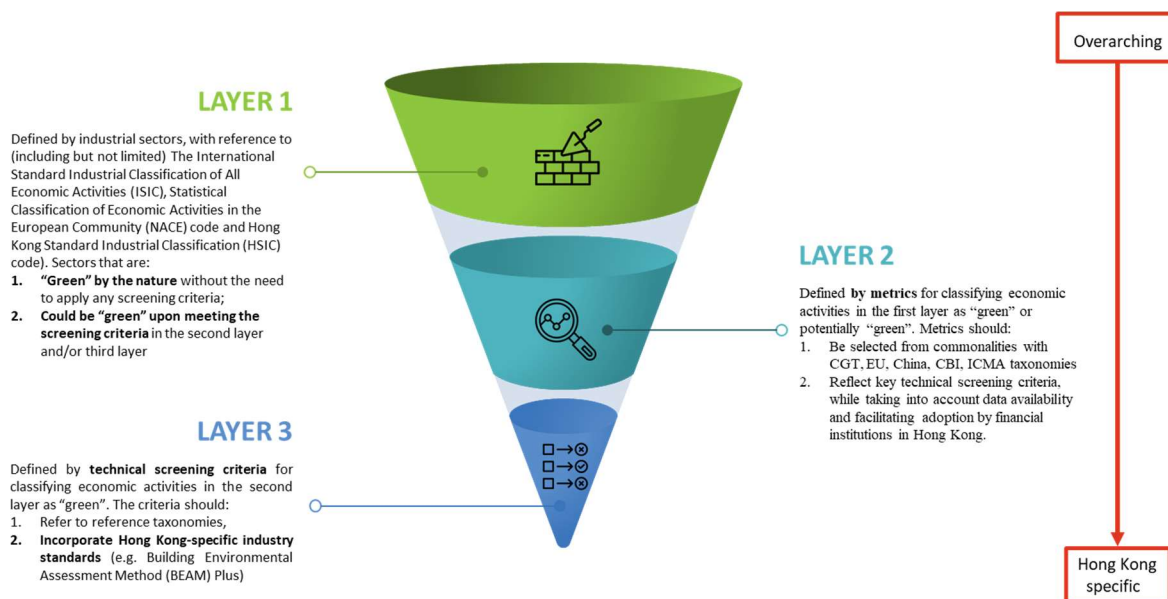 LAYER 1
Defined by industrial sectors, with reference to
(including but not limited) The International
Standard Industrial Classification of All
Economic Activities (ISIC), Statistical
Classification of Economic Activities in the
European Community (NACE) code and Hong
Kong Standard Industrial Classification (HSIC)
code). Sectors that are:
1. “Green” by the nature without the need
to apply any screening criteria;
2. Could be “green” upon meeting the
screening criteria in the second layer
and/or third layer
LAYER 2
Defined by metrics for classifying economic
activities in the first layer as “green” or
potentially “green”. Metrics should:
1. Be selected from commonalities with
CGT, EU, China, CBI, ICMA taxonomies
2. Reflect key technical screening criteria,
while taking into account data availability
and facilitating adoption by financial
institutions in Hong Kong.
LAYER 3
Defined by technical screening criteria for
classifying economic activities in the second
layer as “green”. The criteria should:
1. Refer to reference taxonomies,
2. Incorporate Hong Kong-specific industry
standards (e.g. Building Environmental
Assessment Method (BEAM) Plus)
Overarching
Hong Kong
specific